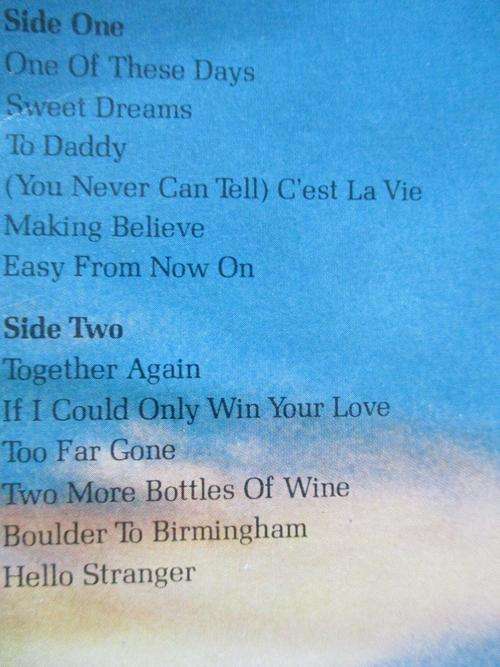 Side One
One Of These Days
Sweet Dreams
To Daddy
(You Never Can Tell) C'est La Vie
Making Believe
Easy From Now On
Side Two
Together Again
If I Could Only Win Your Love
Too Far Gone
Two More Bottles Of Wine
Boulder To Birmingham
Hello Stranger